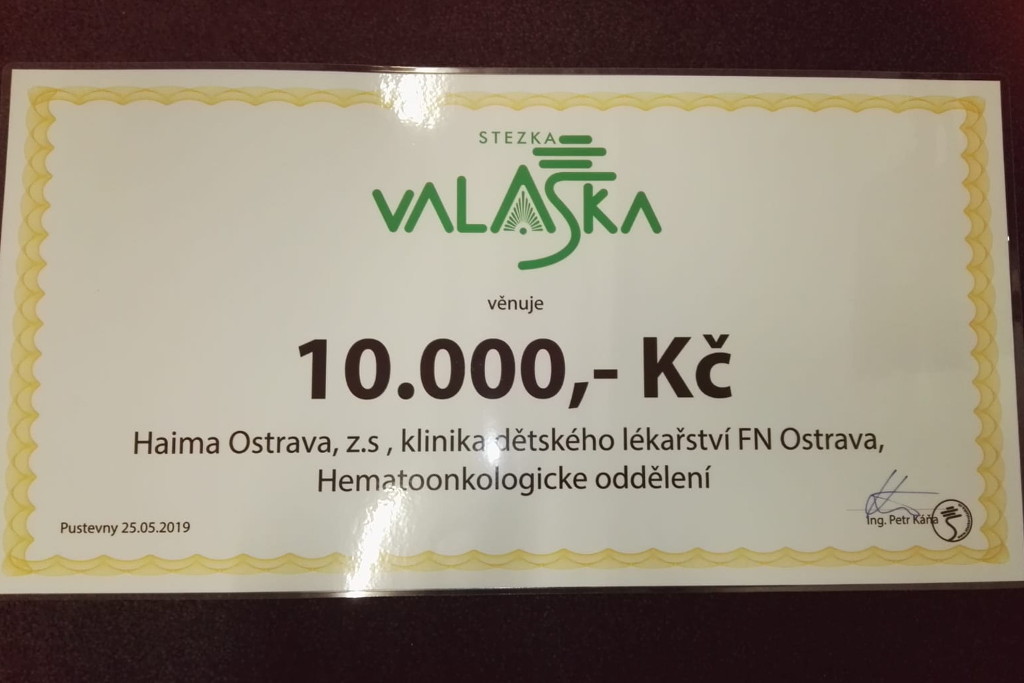 STEZKA
VALAŠKA
věnuje
10.000,- Kč
Haima Ostrava, z.s , klinika dětského lékařství FN Ostrava,
Hematoonkologicke oddělení
Pustevny 25.05.2019
Ing. Petr Káňa